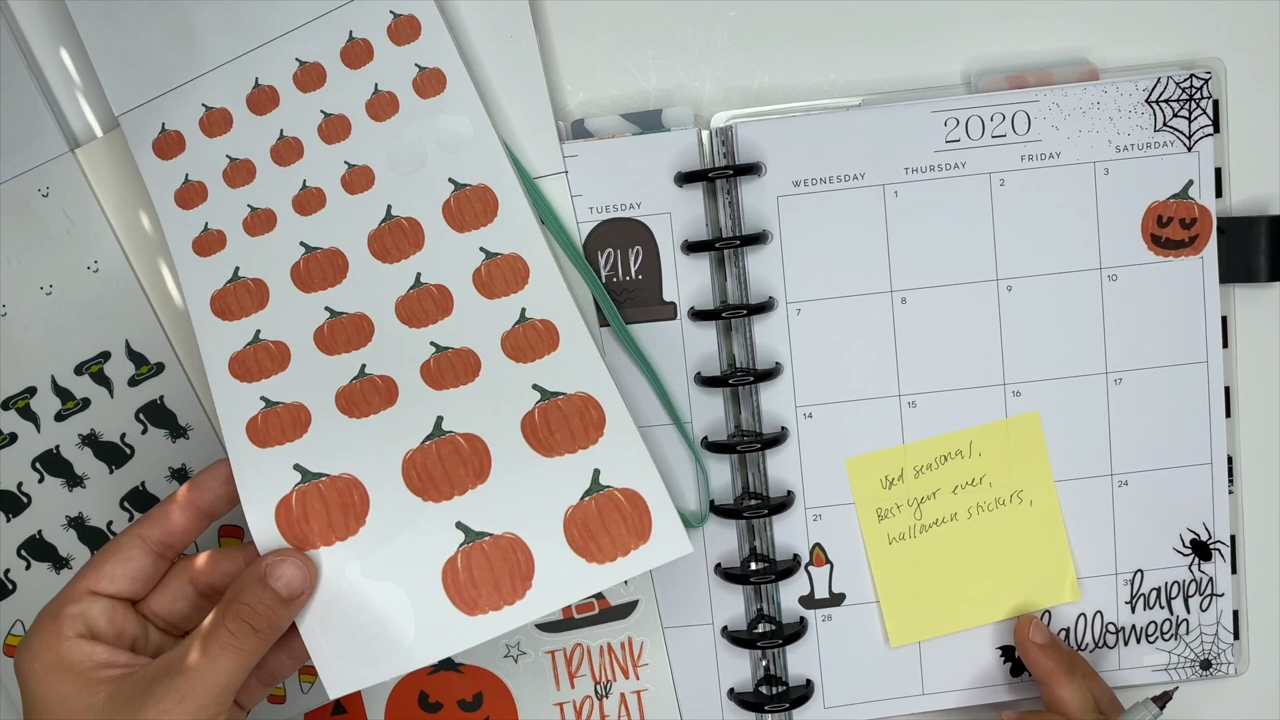 2020
TUESDAY
WEDNESDAY
THURSDAY
FRIDAY
SATURDAY
1
2
3
R.I.P.
7
8
9
10
14
15
16
17
Used seasonal,
Best year ever,
halloween stickers,
21
24
28
31
happy
halloween
TRUNK
OR
TREAT